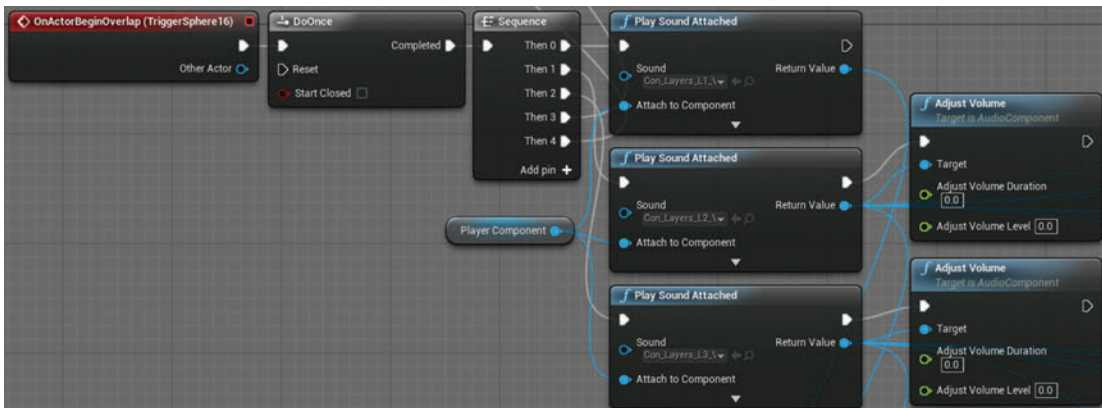 OnActorBeginOverlap (TriggerSphere16)
Other Actor
DoOnce
Completed
Reset
Start Closed
Sequence
Then 0
Then 1
Then 2
Then 3
Then 4
Add pin +
Player Component
f Play Sound Attached
Sound
Return Value
Con_Layers_L1_\
Attach to Component
f Play Sound Attached
Sound
Return Value
Con_Layers_L2_\
Attach to Component
f Play Sound Attached
Sound
Return Value
Con_Layers_L3_\
Attach to Component
f Adjust Volume
Target is AudioComponent
Target
Adjust Volume Duration
0.0
Adjust Volume Level 0.0
f Adjust Volume
Target is AudioComponent
Target
Adjust Volume Duration
0.0
Adjust Volume Level 0.0